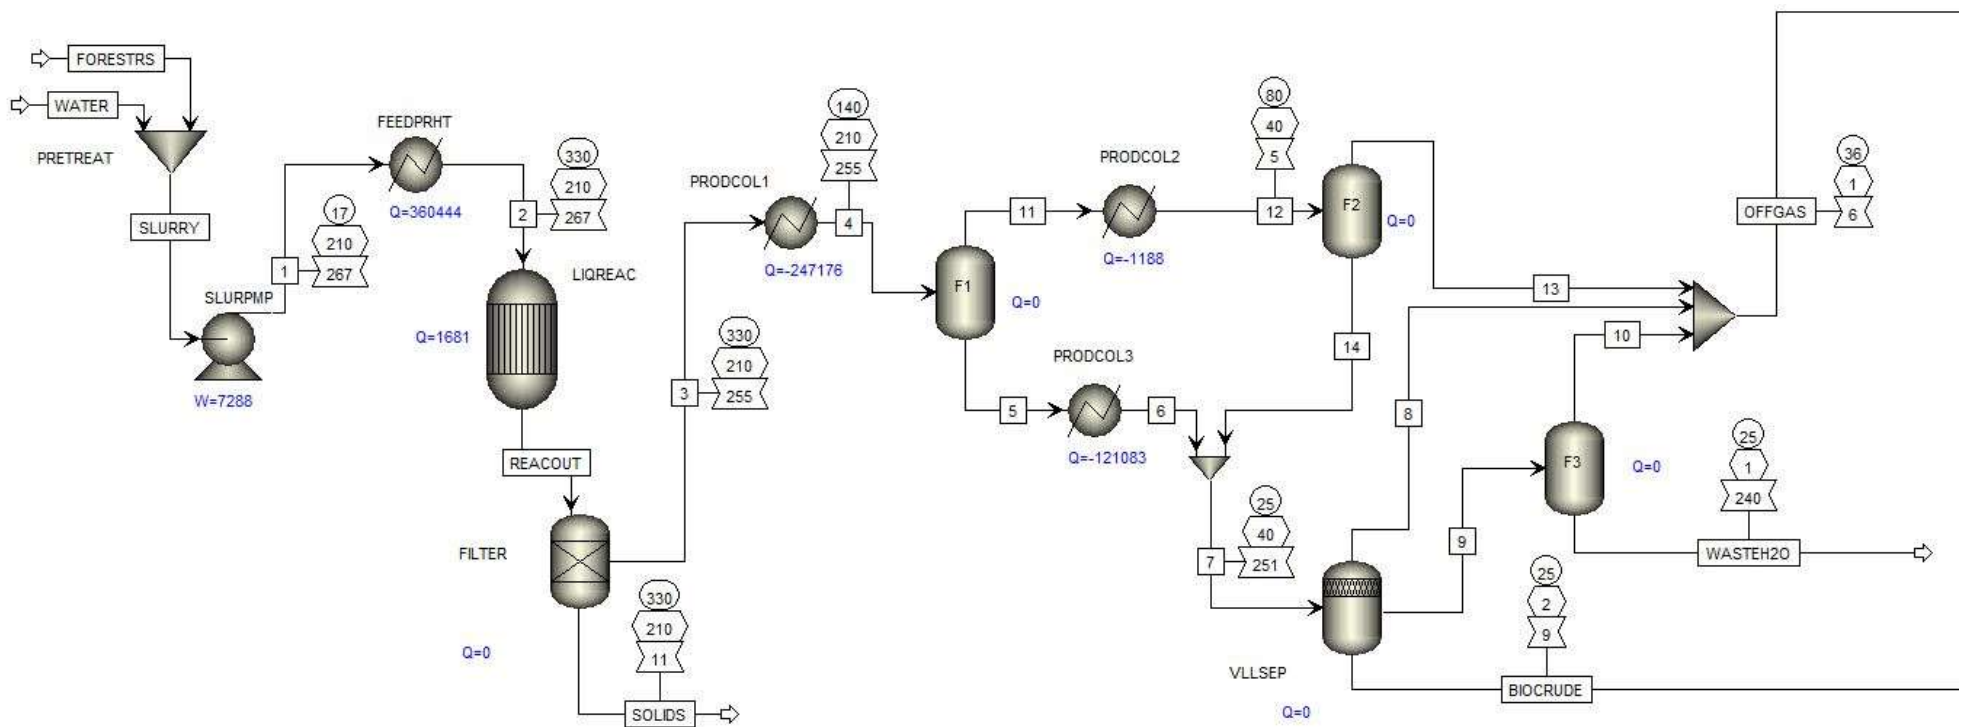 FORESTRS
WATER
PRETREAT
SLURRY
SLURPMP
W=7288
1
17
210
267
FEEDPRHT
Q=360444
2
330
210
267
LIQREAC
Q=1681
REACOUT
FILTER
Q=0
330
210
11
SOLIDS
3
330
210
255
PRODCOL1
Q=-247176
140
210
255
4
F1
Q=0
11
PRODCOL2
Q=-1188
80
40
5
12
F2
Q=0
13
14
5
PRODCOL3
Q=-121083
6
25
40
251
7
8
VLLSEP
Q=0
9
10
F3
Q=0
25
1
240
WASTEH2O
25
2
9
BIOCRUDE
36
1
6
OFFGAS